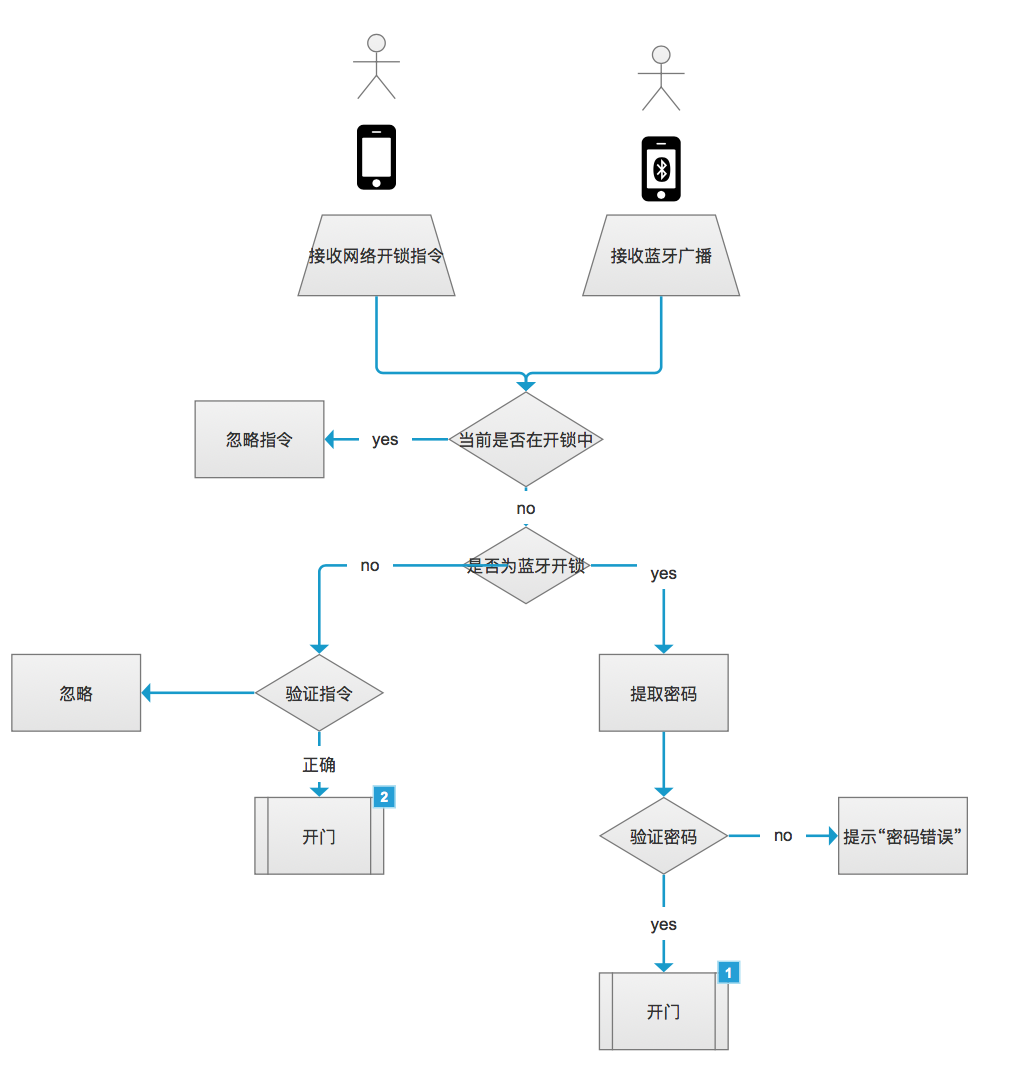 接收网络开锁指令
接收蓝牙广播
忽略指令
yes
当前是否在开锁中
no
no
是否为蓝牙开锁
yes
忽略
验证指令
提取密码
正确
2
开门
验证密码
no
提示“密码错误”
yes
1
开门